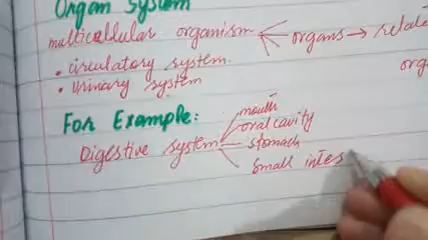 Organ System
multicellular organism organs → relate
• circulatory system. org
• urinary system
For Example:
mouth
oral cavity
Digestive system stomach
Small intes